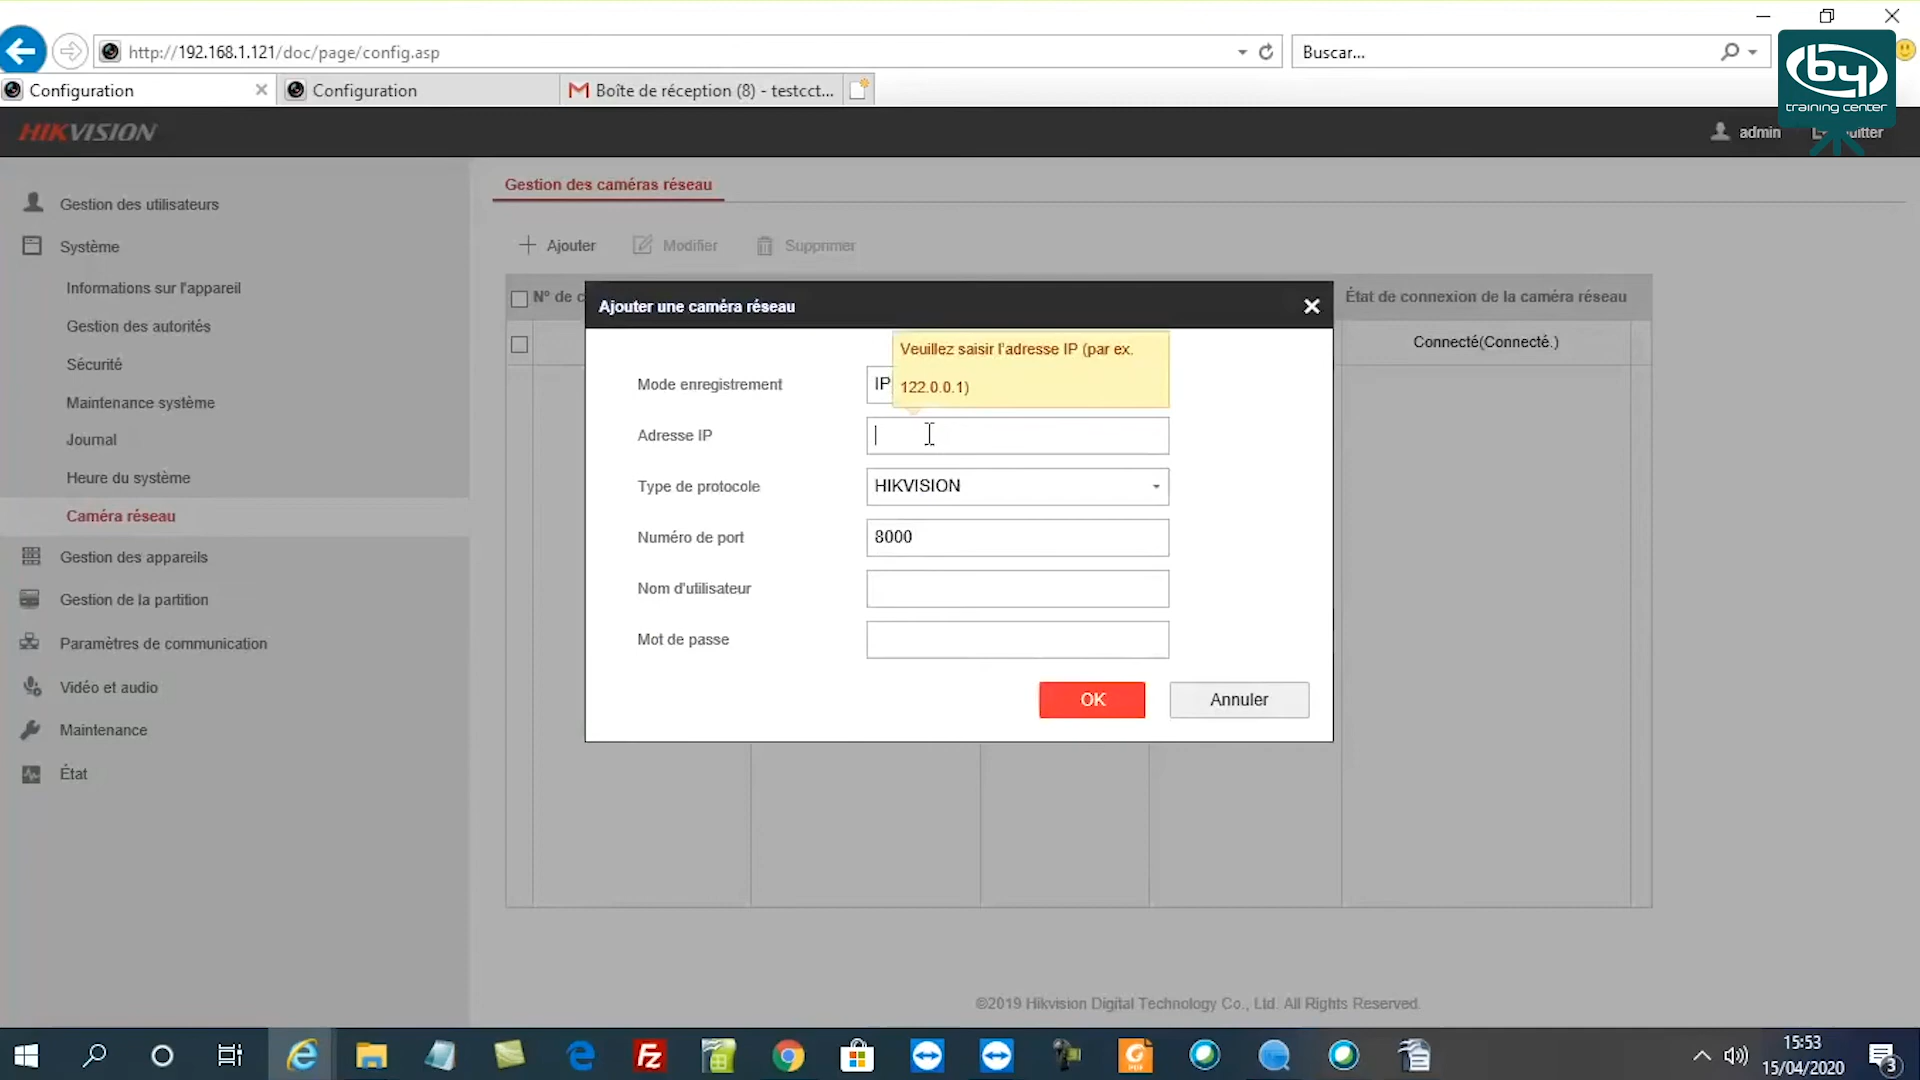 http://192.168.1.121/doc/page/config.asp
Buscar...
Configuration
Configuration
Boîte de réception (8) - testcct...
by
training center
HIKVISION
admin
uitter
Gestion des utilisateurs
Système
Informations sur l'appareil
Gestion des autorités
Sécurité
Maintenance système
Journal
Heure du système
Caméra réseau
Gestion des appareils
Gestion de la partition
Paramètres de communication
Vidéo et audio
Maintenance
État
Gestion des caméras réseau
Ajouter
Modifier
Supprimer
N° de c
État de connexion de la caméra réseau
Connecté(Connecté.)
Ajouter une caméra réseau
Veuillez saisir l'adresse IP (par ex.
122.0.0.1)
Mode enregistrement
IP
Adresse IP
Type de protocole
HIKVISION
Numéro de port
8000
Nom d'utilisateur
Mot de passe
OK
Annuler
©2019 Hikvision Digital Technology Co., Ltd. All Rights Reserved.
15:53
15/04/2020
3